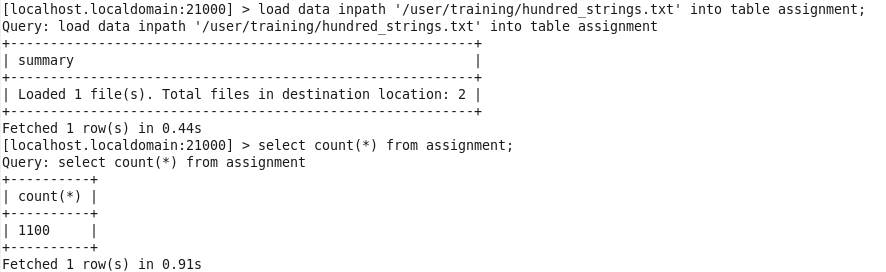 [localhost.localdomain:21000] > load data inpath '/user/training/hundred_strings.txt' into table assignment;
Query: load data inpath '/user/training/hundred_strings.txt' into table assignment
+----------------------------------------------------------+
| summary                                                  |
+----------------------------------------------------------+
| Loaded 1 file(s). Total files in destination location: 2 |
+----------------------------------------------------------+
Fetched 1 row(s) in 0.44s
[localhost.localdomain:21000] > select count(*) from assignment;
Query: select count(*) from assignment
+----------+
| count(*) |
+----------+
| 1100     |
+----------+
Fetched 1 row(s) in 0.91s